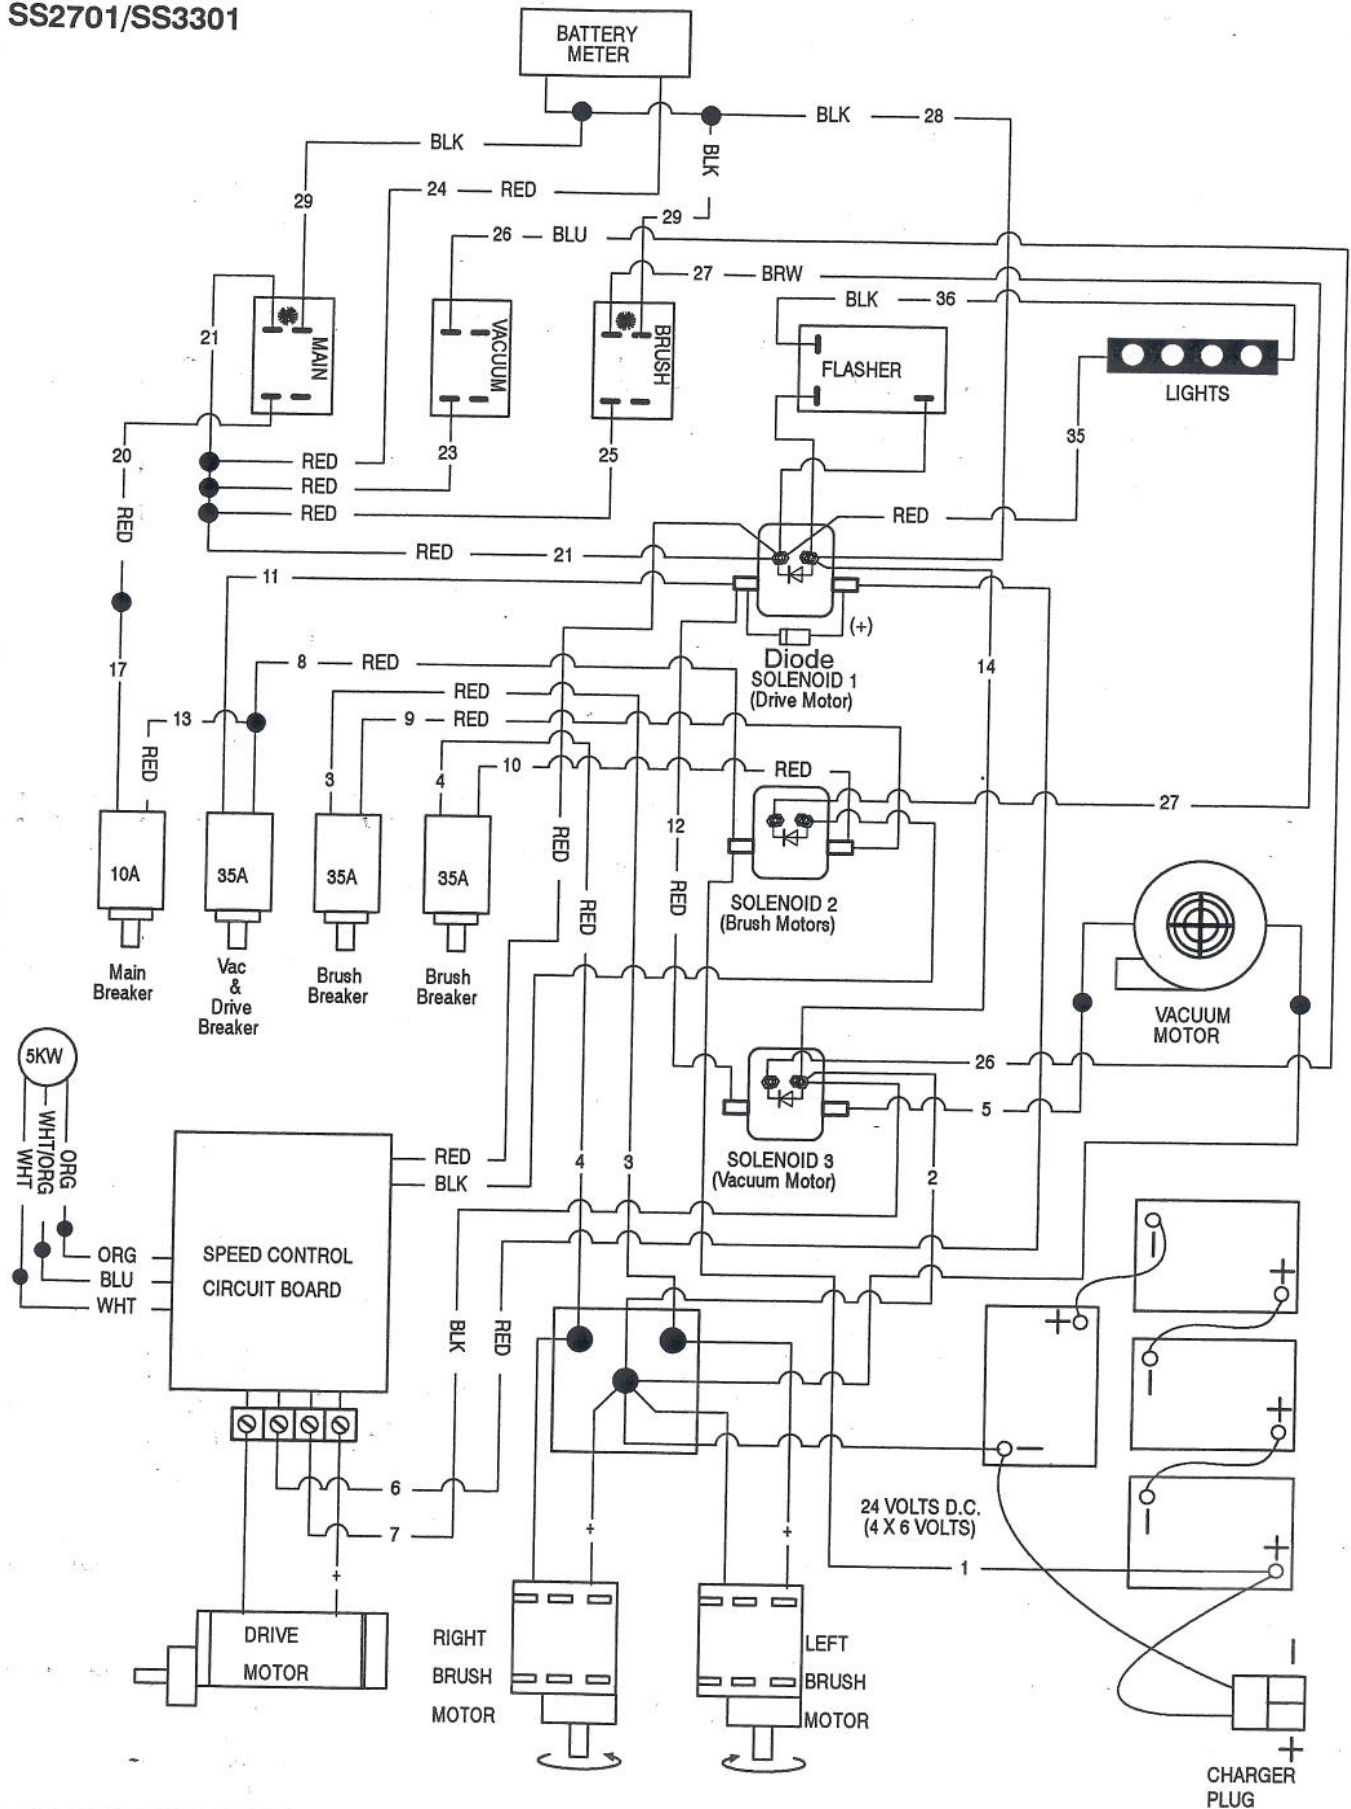 SS2701/SS3301
BATTERY
METER
BLK
28
BLK
BLK
24
RED
29
29
26
BLU
27
BRW
BLK
36
21
MAIN
VACUUM
BRUSH
FLASHER
LIGHTS
20
RED
23
25
35
RED
RED
RED
RED
RED
21
11
(+)
Diode
SOLENOID 1
(Drive Motor)
14
17
8
RED
RED
13
9
RED
RED
3
4
10
RED
27
12
RED
RED
RED
10A
35A
35A
35A
SOLENOID 2
(Brush Motors)
Main
Breaker
Vac
&
Drive
Breaker
Brush
Breaker
Brush
Breaker
VACUUM
MOTOR
5KW
WHT
WHT/ORG
ORG
26
5
RED
BLK
4
3
SOLENOID 3
(Vacuum Motor)
2
ORG
BLU
WHT
SPEED CONTROL
CIRCUIT BOARD
BLK
RED
−
+
+
−
+
−
−
+
6
7
24 VOLTS D.C.
(4 X 6 VOLTS)
+
+
+
1
DRIVE
MOTOR
RIGHT
BRUSH
MOTOR
LEFT
BRUSH
MOTOR
−
+
CHARGER
PLUG